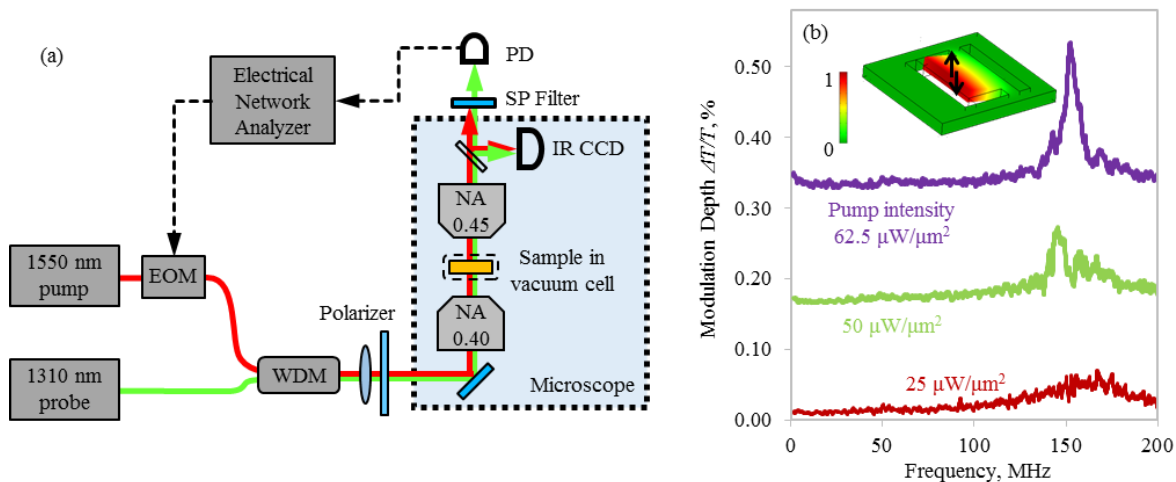 (a)
PD
Electrical
Network
Analyzer
SP Filter
IR CCD
NA
0.45
1550 nm
pump
EOM
Sample in
vacuum cell
Polarizer
NA
0.40
1310 nm
probe
WDM
Microscope
(b)
Modulation Depth ΔT/T, %
0.50
0.40
0.30
0.20
0.10
0.00
1
0
Pump intensity
62.5 μW/μm²
50 μW/μm²
25 μW/μm²
0 50 100 150 200
Frequency, MHz